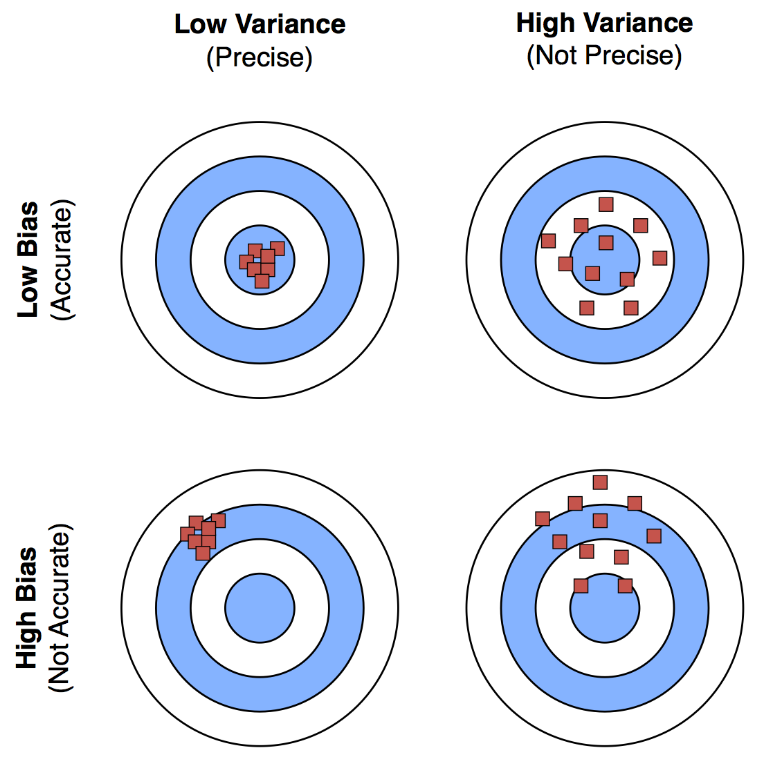 Low Variance
(Precise)
High Variance
(Not Precise)
Low Bias
(Accurate)
High Bias
(Not Accurate)